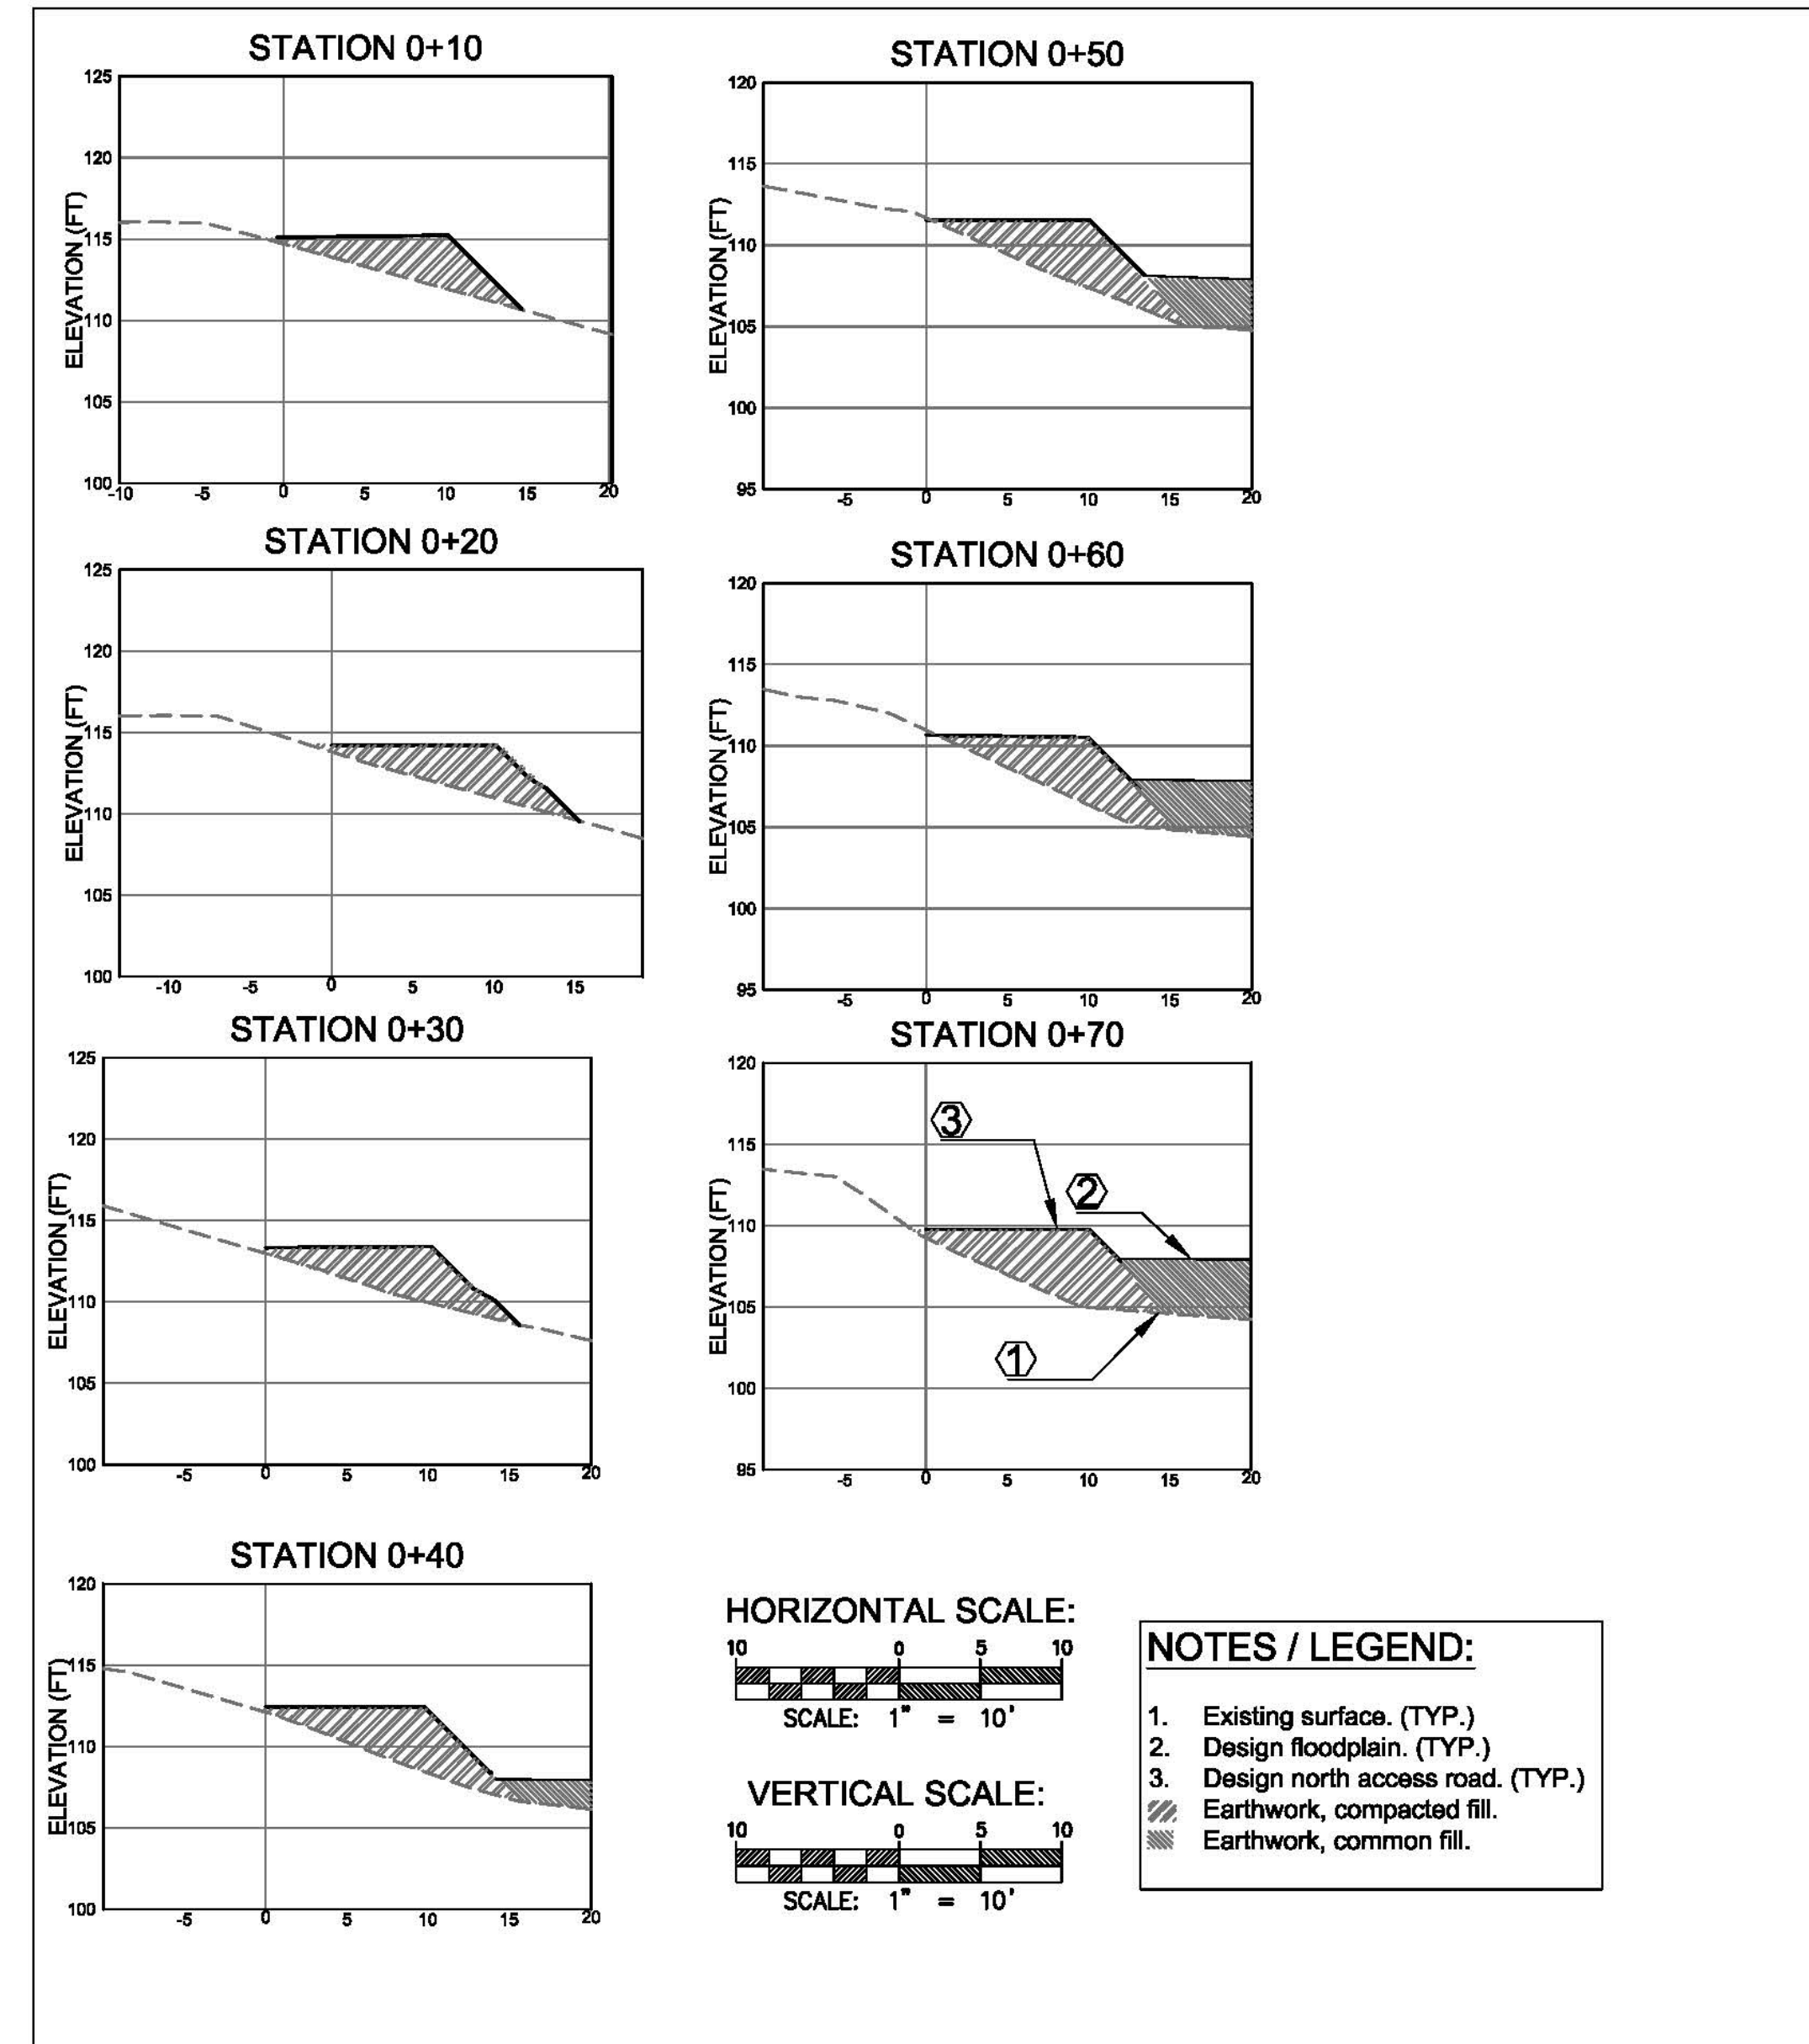 STATION 0+10
125
120
115
110
105
100
ELEVATION (FT)
-10 -5 0 5 10 15 20
STATION 0+20
125
120
115
110
105
100
ELEVATION (FT)
-10 -5 0 5 10 15
STATION 0+30
125
120
115
110
105
100
ELEVATION (FT)
-5 0 5 10 15 20
STATION 0+40
120
115
110
105
100
ELEVATION (FT)
-5 0 5 10 15 20
STATION 0+50
120
115
110
105
100
95
ELEVATION (FT)
-5 0 5 10 15 20
STATION 0+60
120
115
110
105
100
95
ELEVATION (FT)
-5 0 5 10 15 20
STATION 0+70
120
115
110
105
100
95
ELEVATION (FT)
3
2
1
-5 0 5 10 15 20
HORIZONTAL SCALE:
10 0 5 10
SCALE: 1" = 10'
VERTICAL SCALE:
10 0 5 10
SCALE: 1" = 10'
NOTES / LEGEND:
1. Existing surface. (TYP.)
2. Design floodplain. (TYP.)
3. Design north access road. (TYP.)
Earthwork, compacted fill.
Earthwork, common fill.